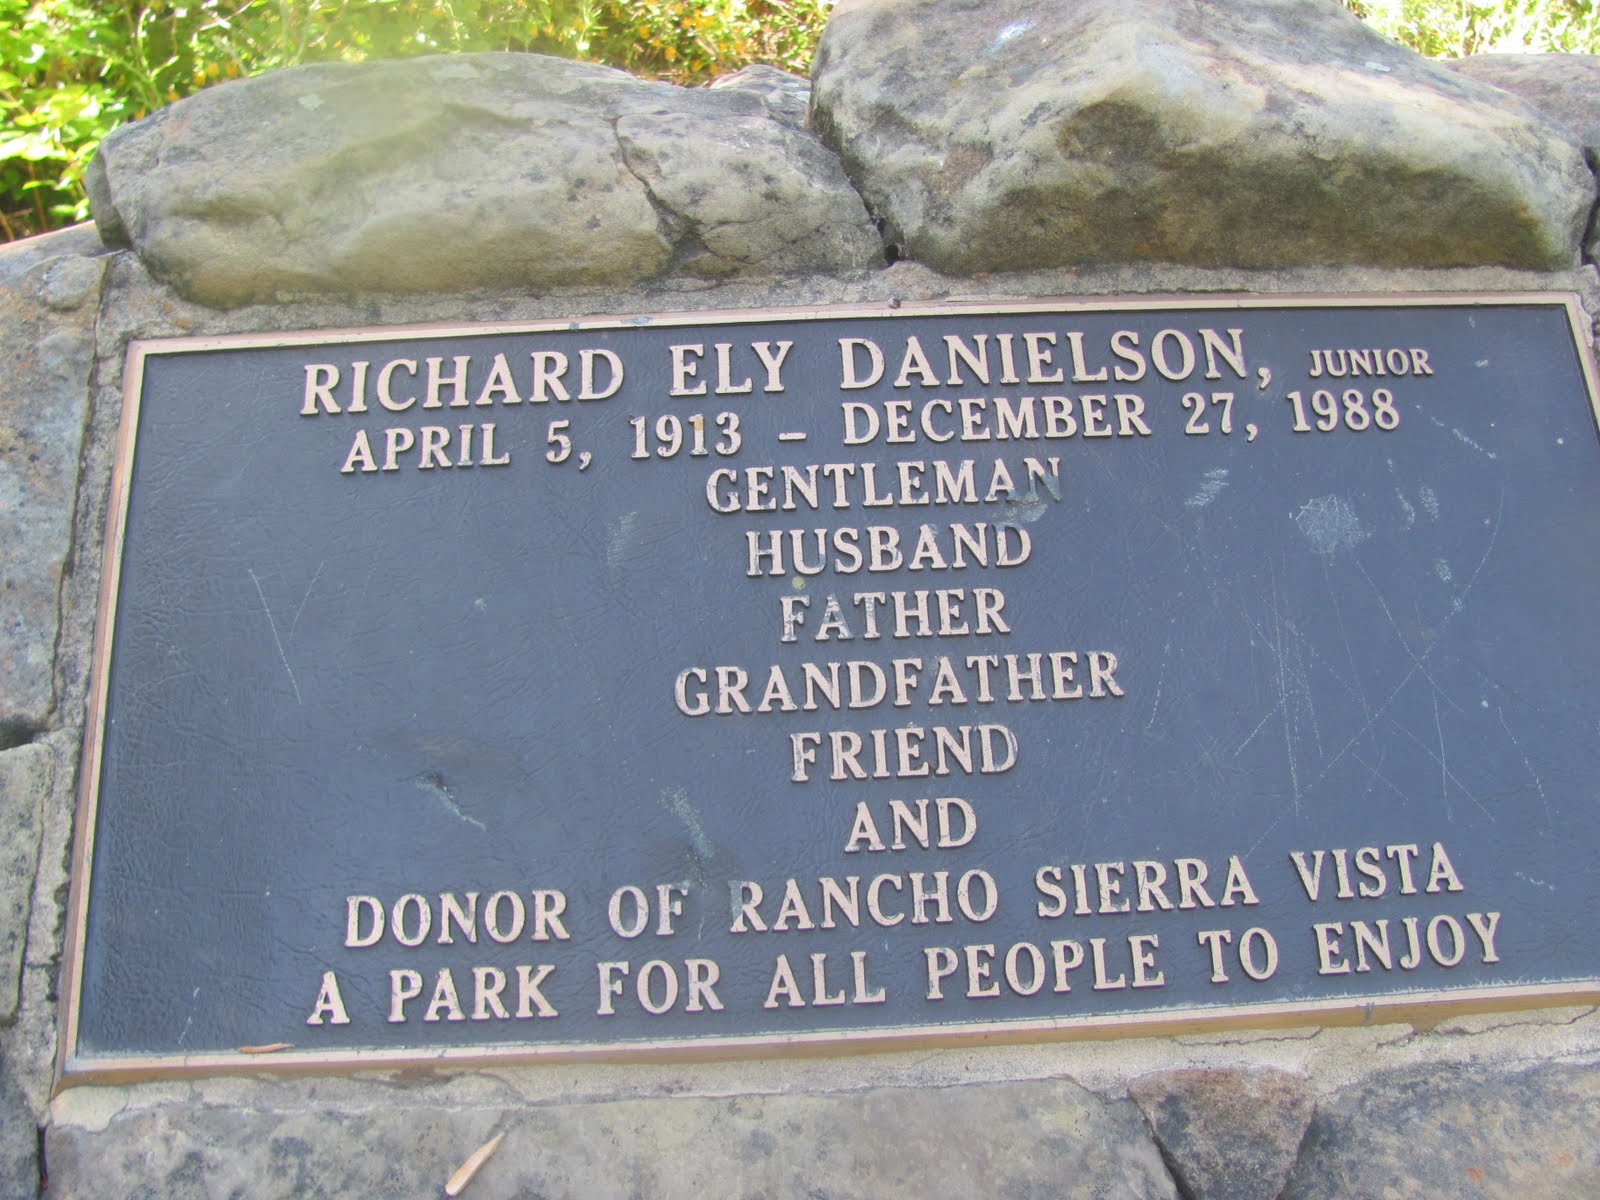 RICHARD ELY DANIELSON, JUNIOR
APRIL 5, 1913 – DECEMBER 27, 1988
GENTLEMAN
HUSBAND
FATHER
GRANDFATHER
FRIEND
AND
DONOR OF RANCHO SIERRA VISTA
A PARK FOR ALL PEOPLE TO ENJOY